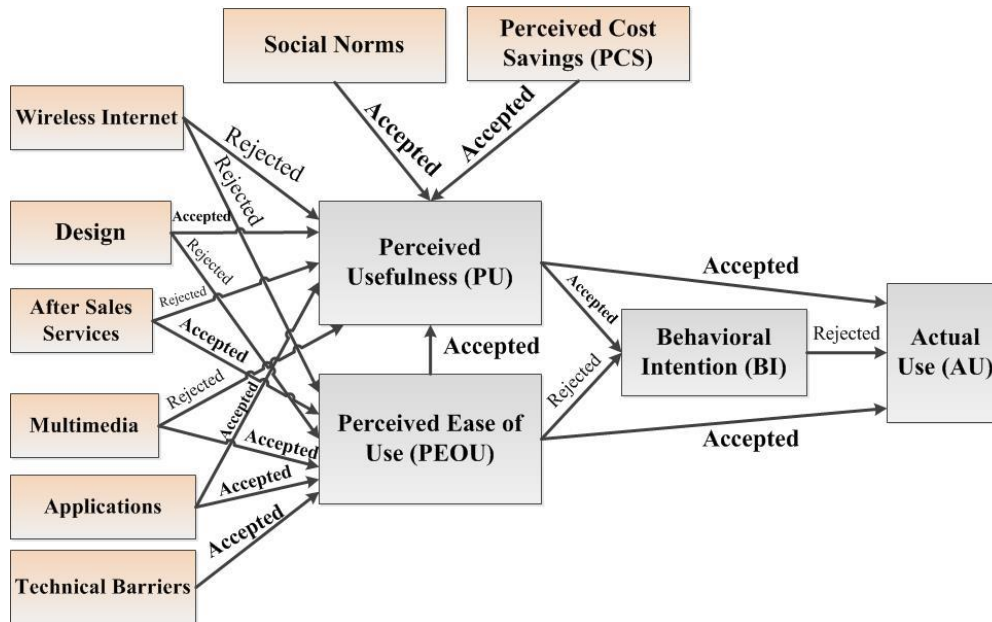 Social Norms
Perceived Cost
Savings (PCS)
Wireless Internet
Accepted
Accepted
Rejected
Rejected
Design
Accepted
Rejected
Perceived
Usefulness (PU)
Accepted
After Sales
Services
Rejected
Accepted
Accepted
Behavioral
Intention (BI)
Rejected
Actual
Use (AU)
Accepted
Rejected
Multimedia
Rejected
Accepted
Accepted
Perceived Ease of
Use (PEOU)
Accepted
Applications
Accepted
Accepted
Technical Barriers